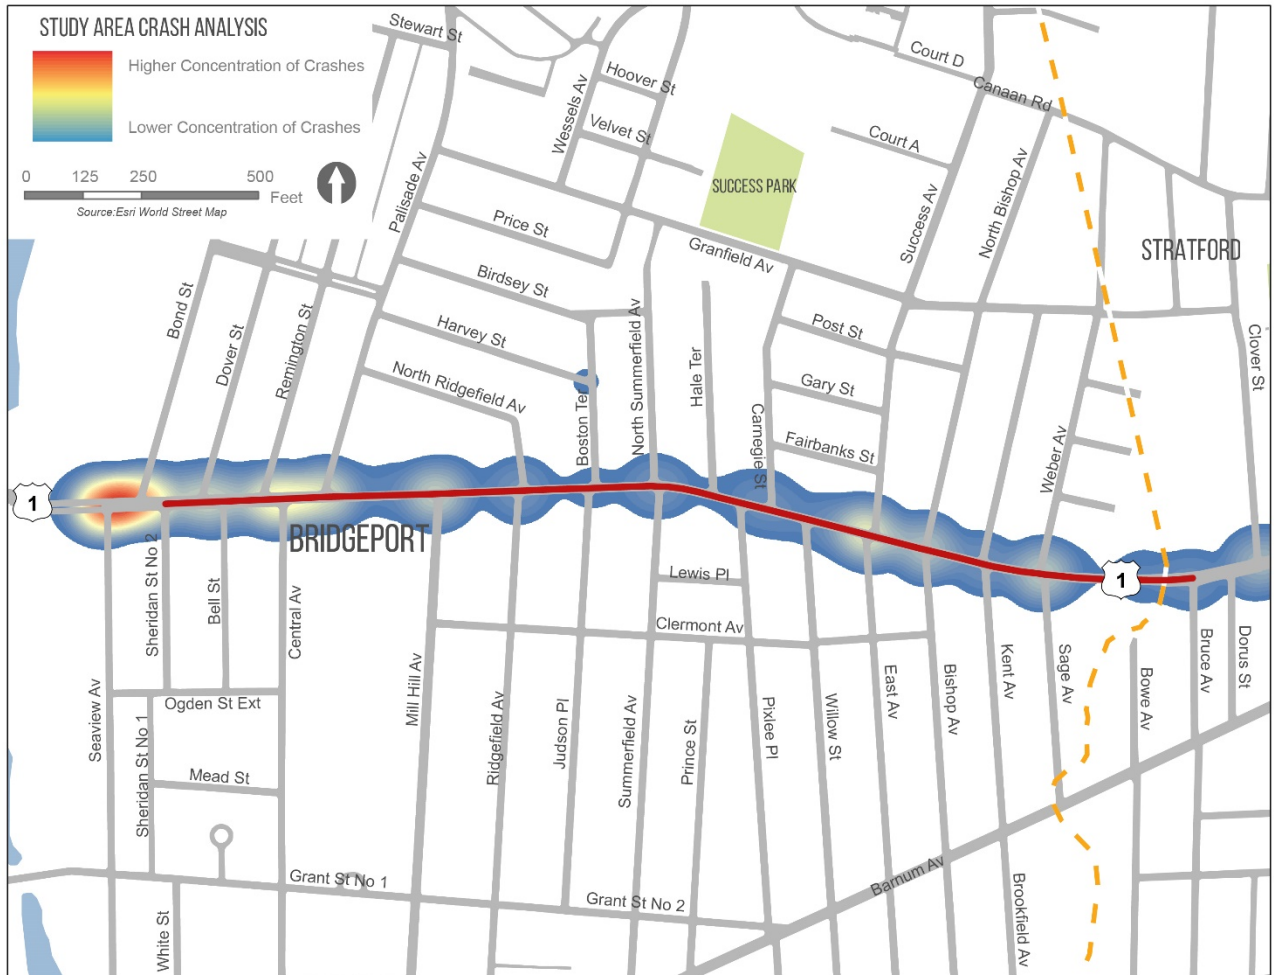 STUDY AREA CRASH ANALYSIS
Higher Concentration of Crashes
Lower Concentration of Crashes
0 125 250 500
Feet
Source:Esri World Street Map
Stewart St
Hoover St
Wessels Av
Velvet St
Court D
Canaan Rd
Court A
SUCCESS PARK
Palisade Av
Price St
Granfield Av
Success Av
North Bishop Av
STRATFORD
Birdsey St
Bond St
Dover St
Remington St
Harvey St
North Summerfield Av
Hale Ter
Post St
Clover St
North Ridgefield Av
Boston Ter
Gary St
Carnegie St
Fairbanks St
Weber Av
1
BRIDGEPORT
1
Sheridan St No 2
Bell St
Central Av
Lewis Pl
Clermont Av
Seaview Av
Ogden St Ext
Mill Hill Av
Ridgefield Av
Judson Pl
Summerfield Av
Prince St
Pixlee Pl
Willow St
East Av
Bishop Av
Kent Av
Sage Av
Bowe Av
Bruce Av
Dorus St
Sheridan St No 1
Mead St
Grant St No 1
Grant St No 2
Barnum Av
White St
Brookfield Av